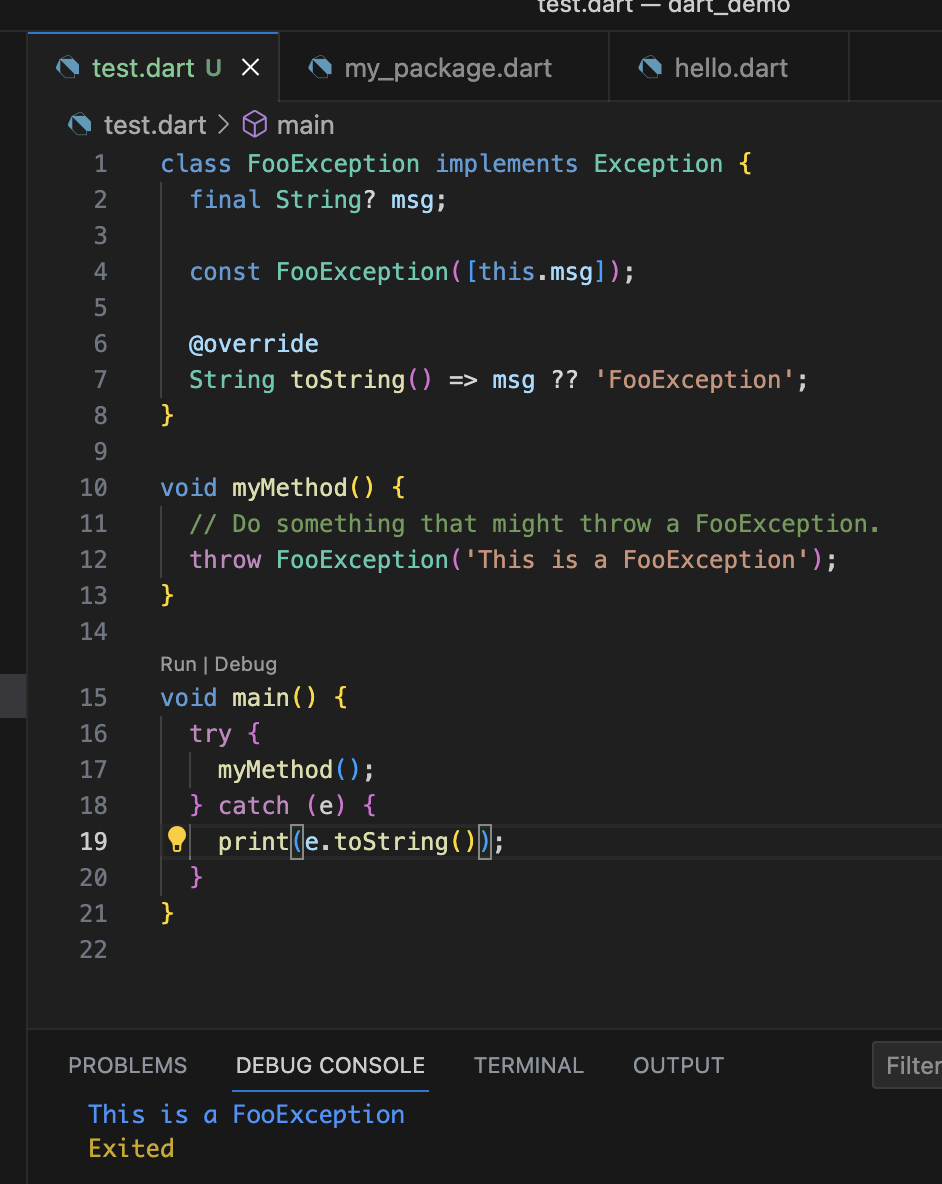 test.dart — dart_demo
test.dart U my_package.dart hello.dart
test.dart > main
1 class FooException implements Exception {
2   final String? msg;
3
4   const FooException([this.msg]);
5
6   @override
7   String toString() => msg ?? 'FooException';
8 }
9
10 void myMethod() {
11   // Do something that might throw a FooException.
12   throw FooException('This is a FooException');
13 }
14
Run | Debug
15 void main() {
16   try {
17     myMethod();
18   } catch (e) {
19     print(e.toString());
20   }
21 }
22
PROBLEMS DEBUG CONSOLE TERMINAL OUTPUT Filter
This is a FooException
Exited